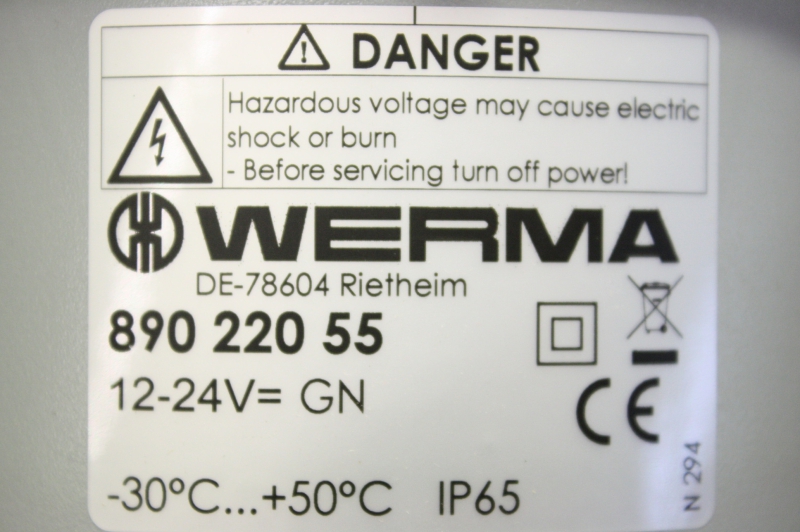 DANGER
Hazardous voltage may cause electric
shock or burn
- Before servicing turn off power!
WERMA
DE-78604 Rietheim
890 220 55
12-24V= GN
CE
-30°C...+50°C IP65
N 294